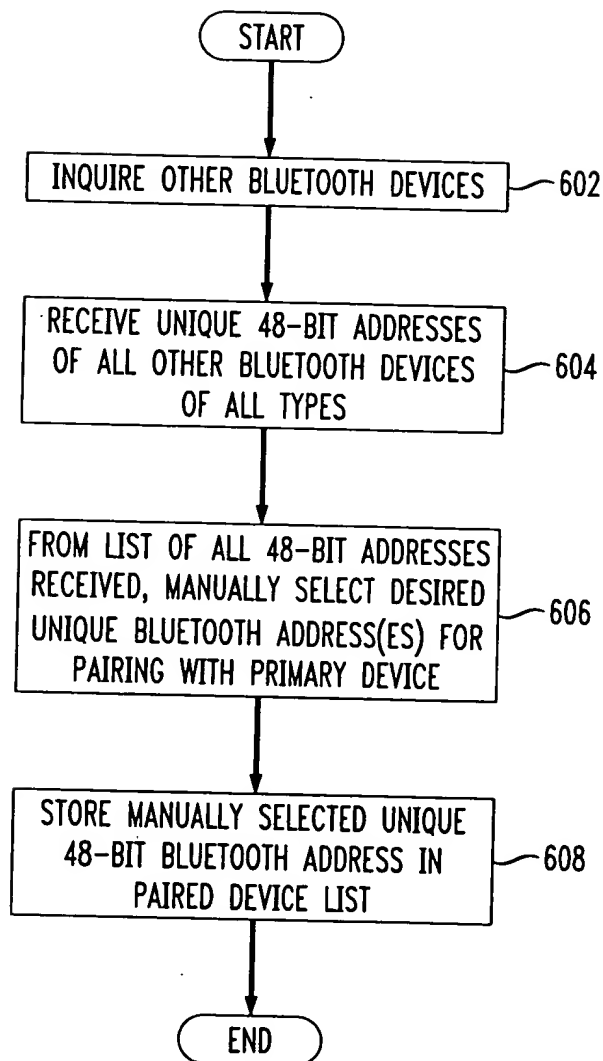 START
INQUIRE OTHER BLUETOOTH DEVICES
602
RECEIVE UNIQUE 48-BIT ADDRESSES
OF ALL OTHER BLUETOOTH DEVICES
OF ALL TYPES
604
FROM LIST OF ALL 48-BIT ADDRESSES
RECEIVED, MANUALLY SELECT DESIRED
UNIQUE BLUETOOTH ADDRESS(ES) FOR
PAIRING WITH PRIMARY DEVICE
606
STORE MANUALLY SELECTED UNIQUE
48-BIT BLUETOOTH ADDRESS IN
PAIRED DEVICE LIST
608
END